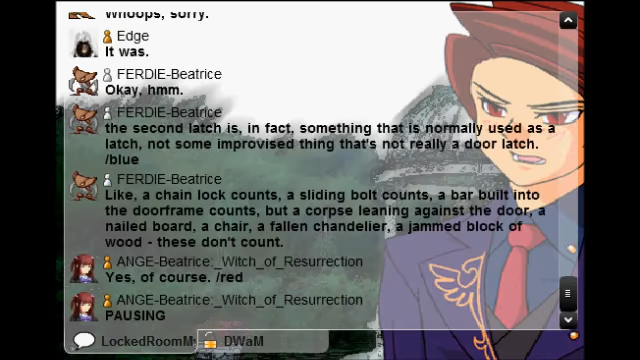 Whoops, sorry.
Edge
It was.
FERDIE-Beatrice
Okay, hmm.
FERDIE-Beatrice
the second latch is, in fact, something that is normally used as a
latch, not some improvised thing that's not really a door latch.
/blue
FERDIE-Beatrice
Like, a chain lock counts, a sliding bolt counts, a bar built into
the doorframe counts, but a corpse leaning against the door, a
nailed board, a chair, a fallen chandelier, a jammed block of
wood - these don't count.
ANGE-Beatrice:_Witch_of_Resurrection
Yes, of course. /red
ANGE-Beatrice:_Witch_of_Resurrection
PAUSING
LockedRoomM DWaM